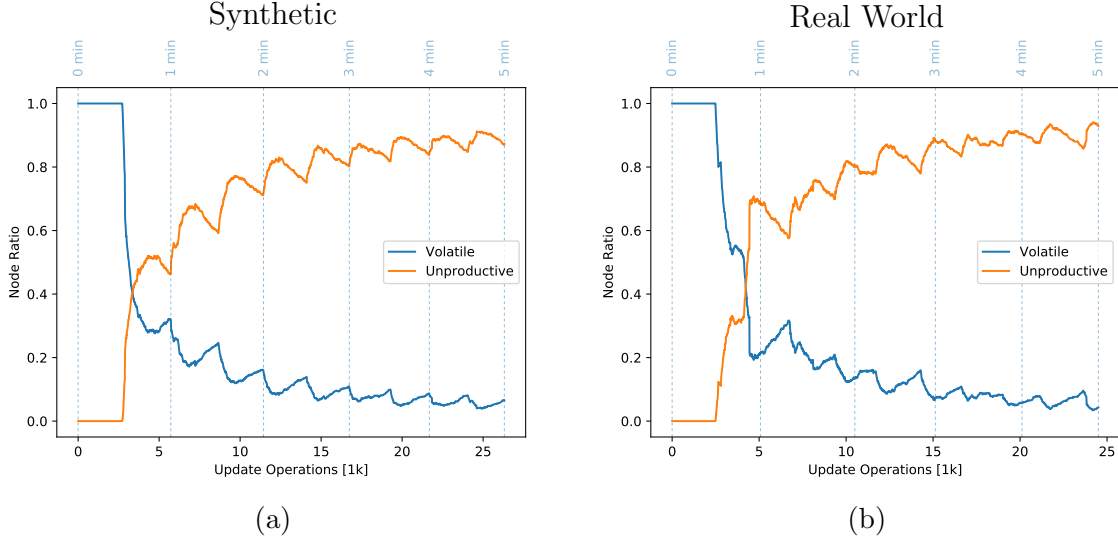 Synthetic
0 min 1 min 2 min 3 min 4 min 5 min
1.0
0.8
0.6
0.4
0.2
0.0
Node Ratio
Volatile
Unproductive
0 5 10 15 20 25
Update Operations [1k]
(a)
Real World
0 min 1 min 2 min 3 min 4 min 5 min
1.0
0.8
0.6
0.4
0.2
0.0
Node Ratio
Volatile
Unproductive
0 5 10 15 20 25
Update Operations [1k]
(b)